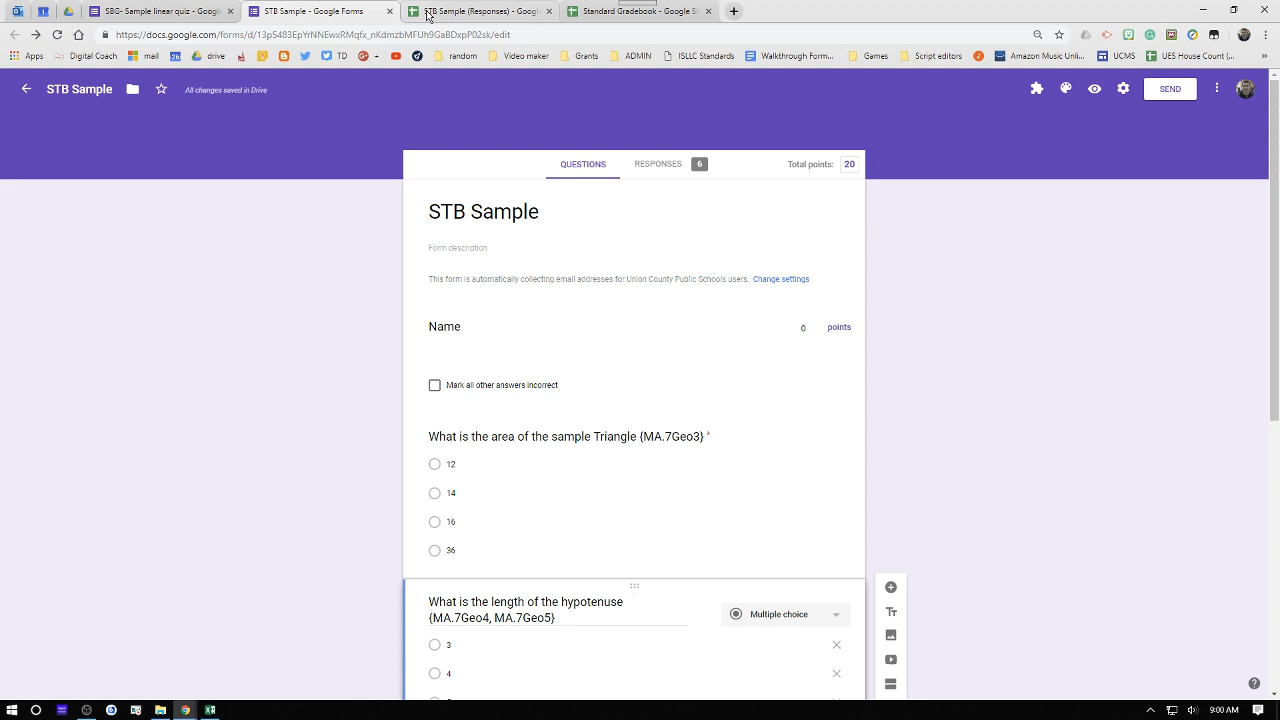 SBG- Sample linear quiz - Google
STB Sample - Google Forms
STB Sample (Responses) - Google
Standard Gradebook - Google Sh
https://docs.google.com/forms/d/13p5483EpYrNNEwxRMqfx_nKdmzbMFUh9GaBDxpP02sk/edit
Apps
Digital Coach
mail
drive
TD
random
Video maker
Grants
ADMIN
ISLLC Standards
Walkthrough Form...
Games
Script editors
Amazon Music Unli...
UCMS
UES House Count (...
STB Sample
All changes saved in Drive
SEND
QUESTIONS
RESPONSES 6
Total points: 20
STB Sample
Form description
This form is automatically collecting email addresses for Union County Public Schools users. Change settings
Name
0 points
Mark all other answers incorrect
What is the area of the sample Triangle {MA.7Geo3} *
12
14
16
36
What is the length of the hypotenuse
{MA.7Geo4, MA.7Geo5}
Multiple choice
3
4
9:00 AM